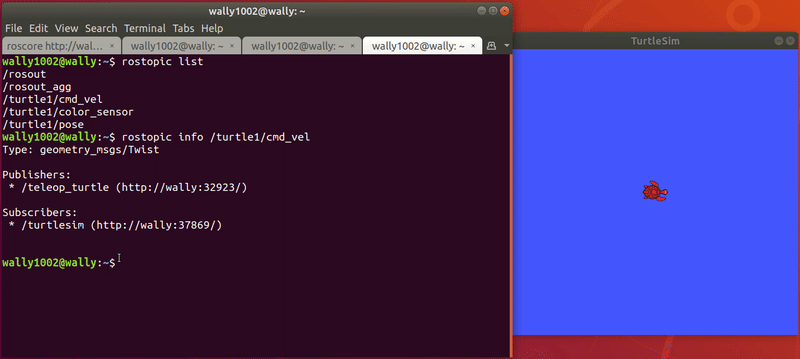 wally1002@wally: ~
File Edit View Search Terminal Tabs Help
roscore http://wal… × wally1002@wally: ~ × wally1002@wally: ~ × wally1002@wally: ~ ×
TurtleSim
wally1002@wally:~$ rostopic list
/rosout
/rosout_agg
/turtle1/cmd_vel
/turtle1/color_sensor
/turtle1/pose
wally1002@wally:~$ rostopic info /turtle1/cmd_vel
Type: geometry_msgs/Twist
Publishers:
* /teleop_turtle (http://wally:32923/)
Subscribers:
* /turtlesim (http://wally:37869/)
wally1002@wally:~$